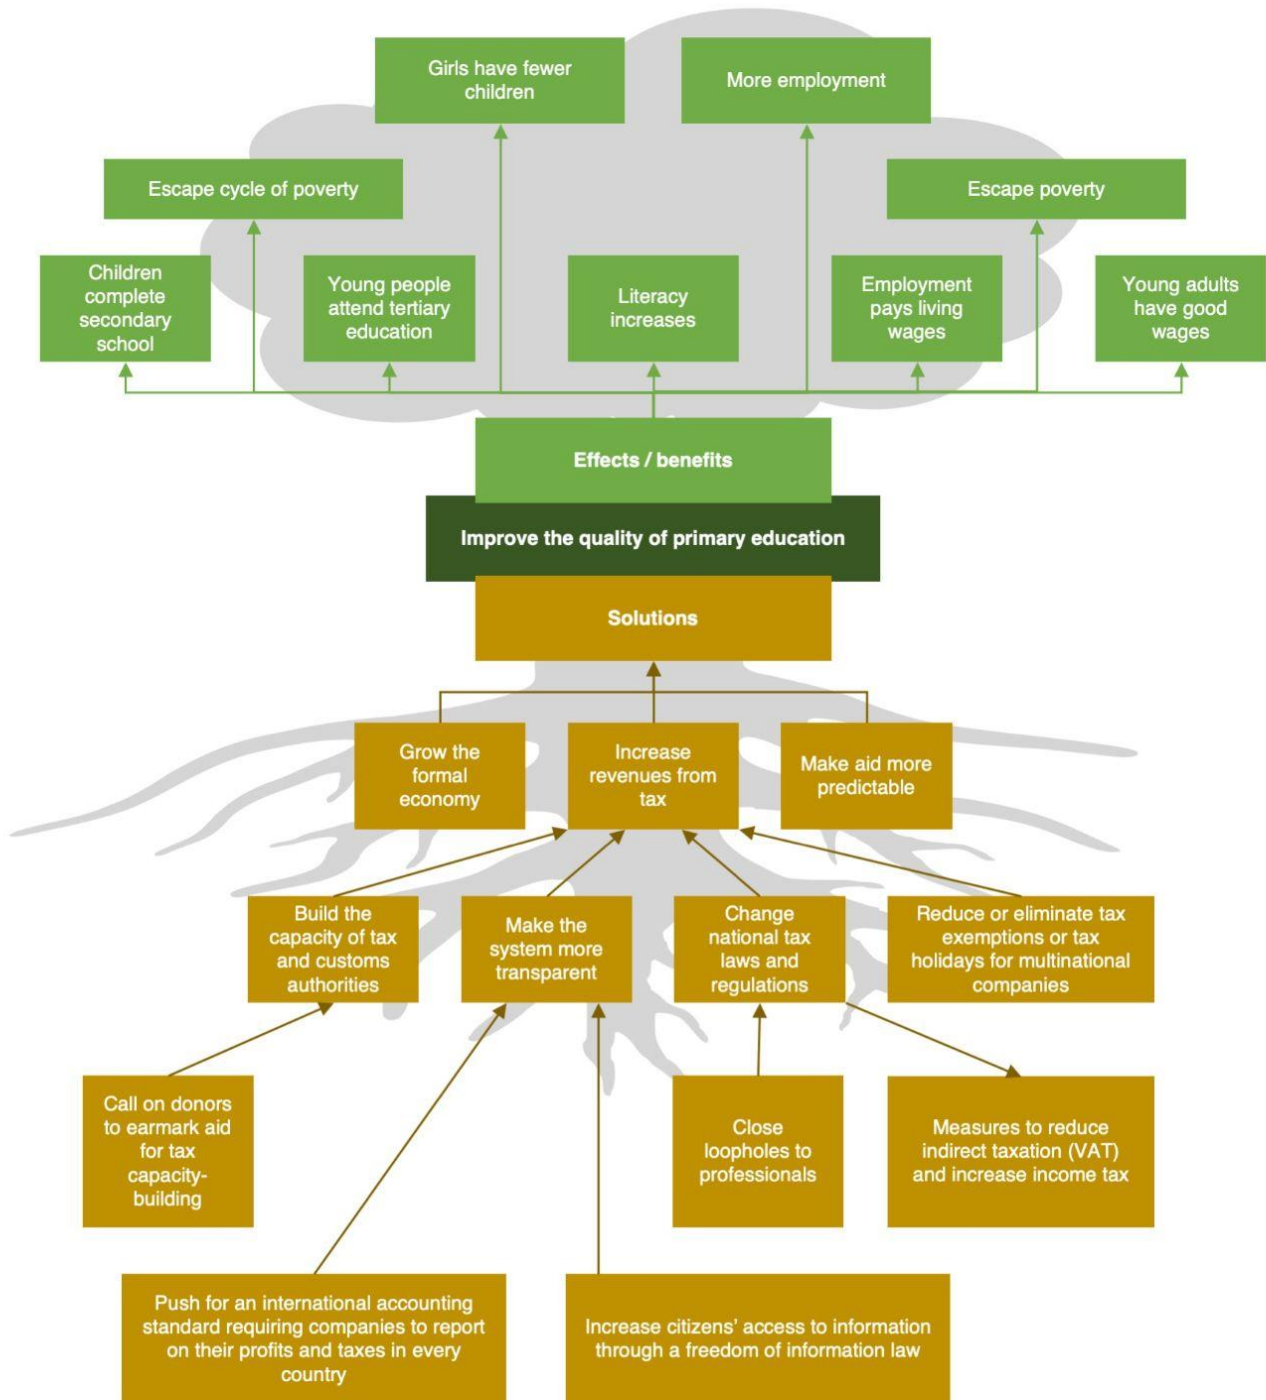 Girls have fewer
children
More employment
Escape cycle of poverty
Escape poverty
Children
complete
secondary
school
Young people
attend tertiary
education
Literacy
increases
Employment
pays living
wages
Young adults
have good
wages
Effects / benefits
Improve the quality of primary education
Solutions
Grow the
formal
economy
Increase
revenues from
tax
Make aid more
predictable
Build the
capacity of tax
and customs
authorities
Make the
system more
transparent
Change
national tax
laws and
regulations
Reduce or eliminate tax
exemptions or tax
holidays for multinational
companies
Call on donors
to earmark aid
for tax
capacity-
building
Close
loopholes to
professionals
Measures to reduce
indirect taxation (VAT)
and increase income tax
Push for an international accounting
standard requiring companies to report
on their profits and taxes in every
country
Increase citizens’ access to information
through a freedom of information law